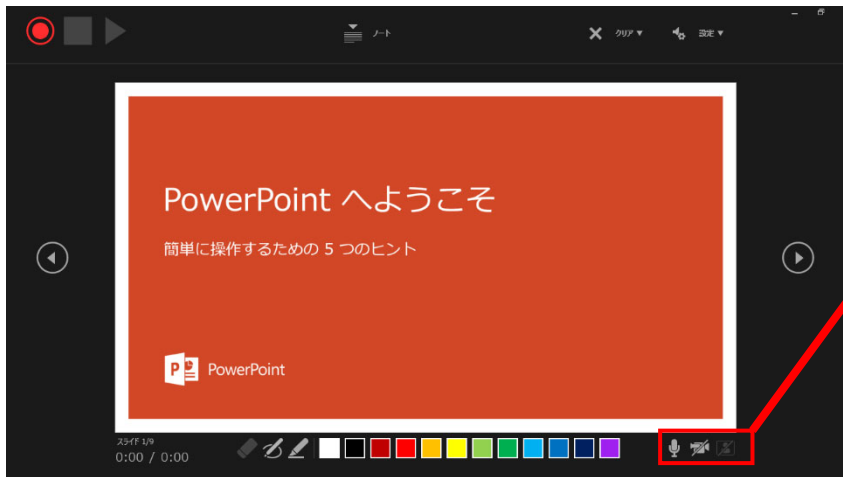 ノート
クリア ▼
設定 ▼
PowerPoint へようこそ
簡単に操作するための 5 つのヒント
P
PowerPoint
スライド 1/9
0:00 / 0:00